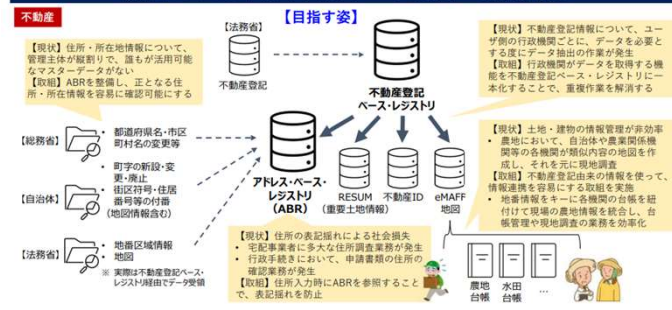 不動産
【目指す姿】
【現状】住所・所在地情報について、
管理主体が縦割りで、誰もが活用可能
なマスターデータがない
【取組】ABRを整備し、正となる住
所・所在情報を容易に確認可能にする
【法務省】
不動産登記
不動産登記
ベース・レジストリ
【現状】不動産登記情報について、ユー
ザ側の行政機関ごとに、データを必要と
する度にデータ抽出の作業が発生
【取組】行政機関がデータを取得する機
能を不動産登記ベース・レジストリに一
本化することで、重複作業を解消する
【総務省】
・ 都道府県名・市区
町村名の変更等
【自治体】
・ 町字の新設・変
更・廃止
・ 街区符号・住居
番号等の付番
(地図情報含む)
【法務省】
・ 地番区域情報
・ 地図
※ 実際は不動産登記ベース・
レジストリ経由でデータ受領
アドレス・ベース・
レジストリ
(ABR)
RESUM
(重要土地情報)
不動産ID
eMAFF
地図
【現状】土地・建物の情報管理が非効率
・ 農地において、自治体や農業関係機
関等の各機関が類似内容の地図を作
成し、それを元に現地調査
【取組】不動産登記由来の情報を使って、
情報連携を容易にする取組を実施
・ 地番情報をキーに各機関の台帳を紐
付けて現場の農地情報を統合し、台
帳管理や現地調査の業務を効率化
【現状】住所の表記揺れによる社会損失
・ 宅配事業者に多大な住所調査業務が発生
・ 行政手続きにおいて、申請書類の住所の
確認業務が発生
【取組】住所入力時にABRを参照すること
で、表記揺れを防止
農地
台帳
水田
台帳
…